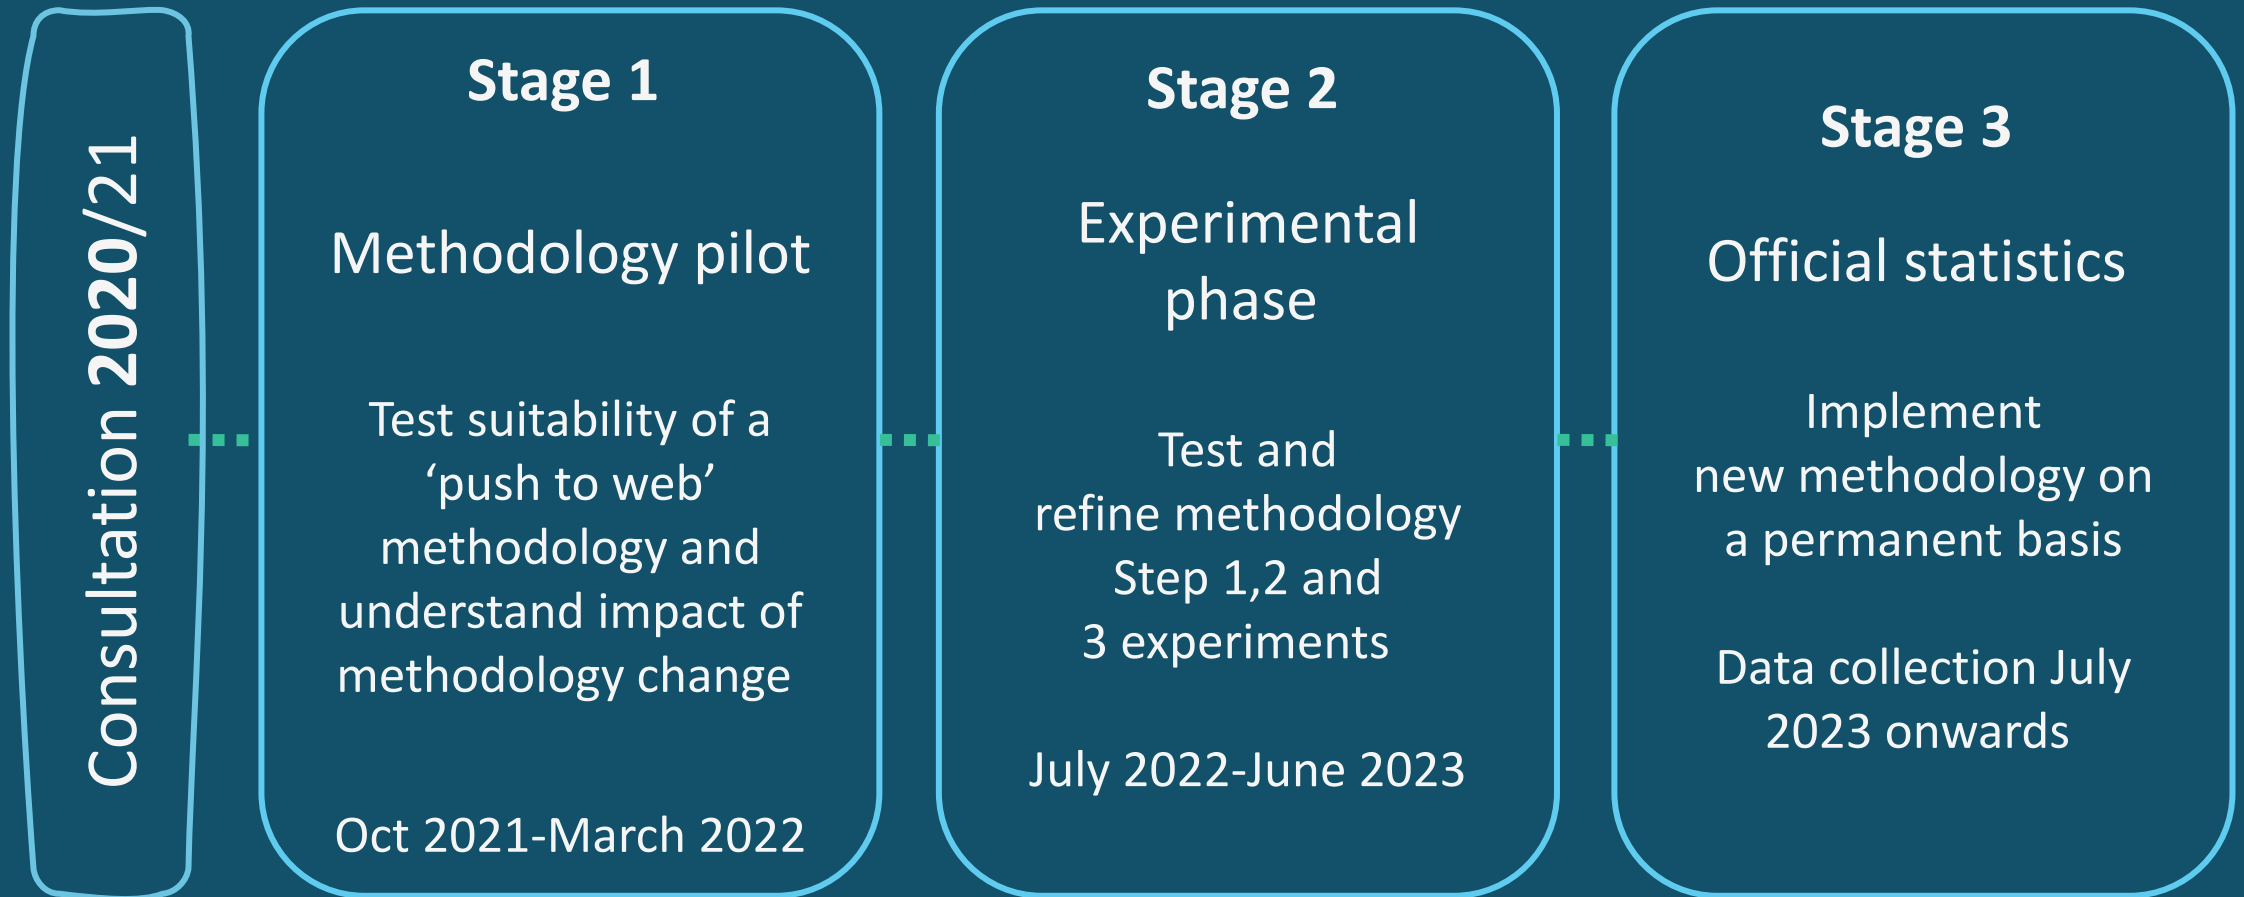 Consultation 2020/21
Stage 1
Methodology pilot
Test suitability of a
‘push to web’
methodology and
understand impact of
methodology change
Oct 2021-March 2022
Stage 2
Experimental
phase
Test and
refine methodology
Step 1,2 and
3 experiments
July 2022-June 2023
Stage 3
Official statistics
Implement
new methodology on
a permanent basis
Data collection July
2023 onwards